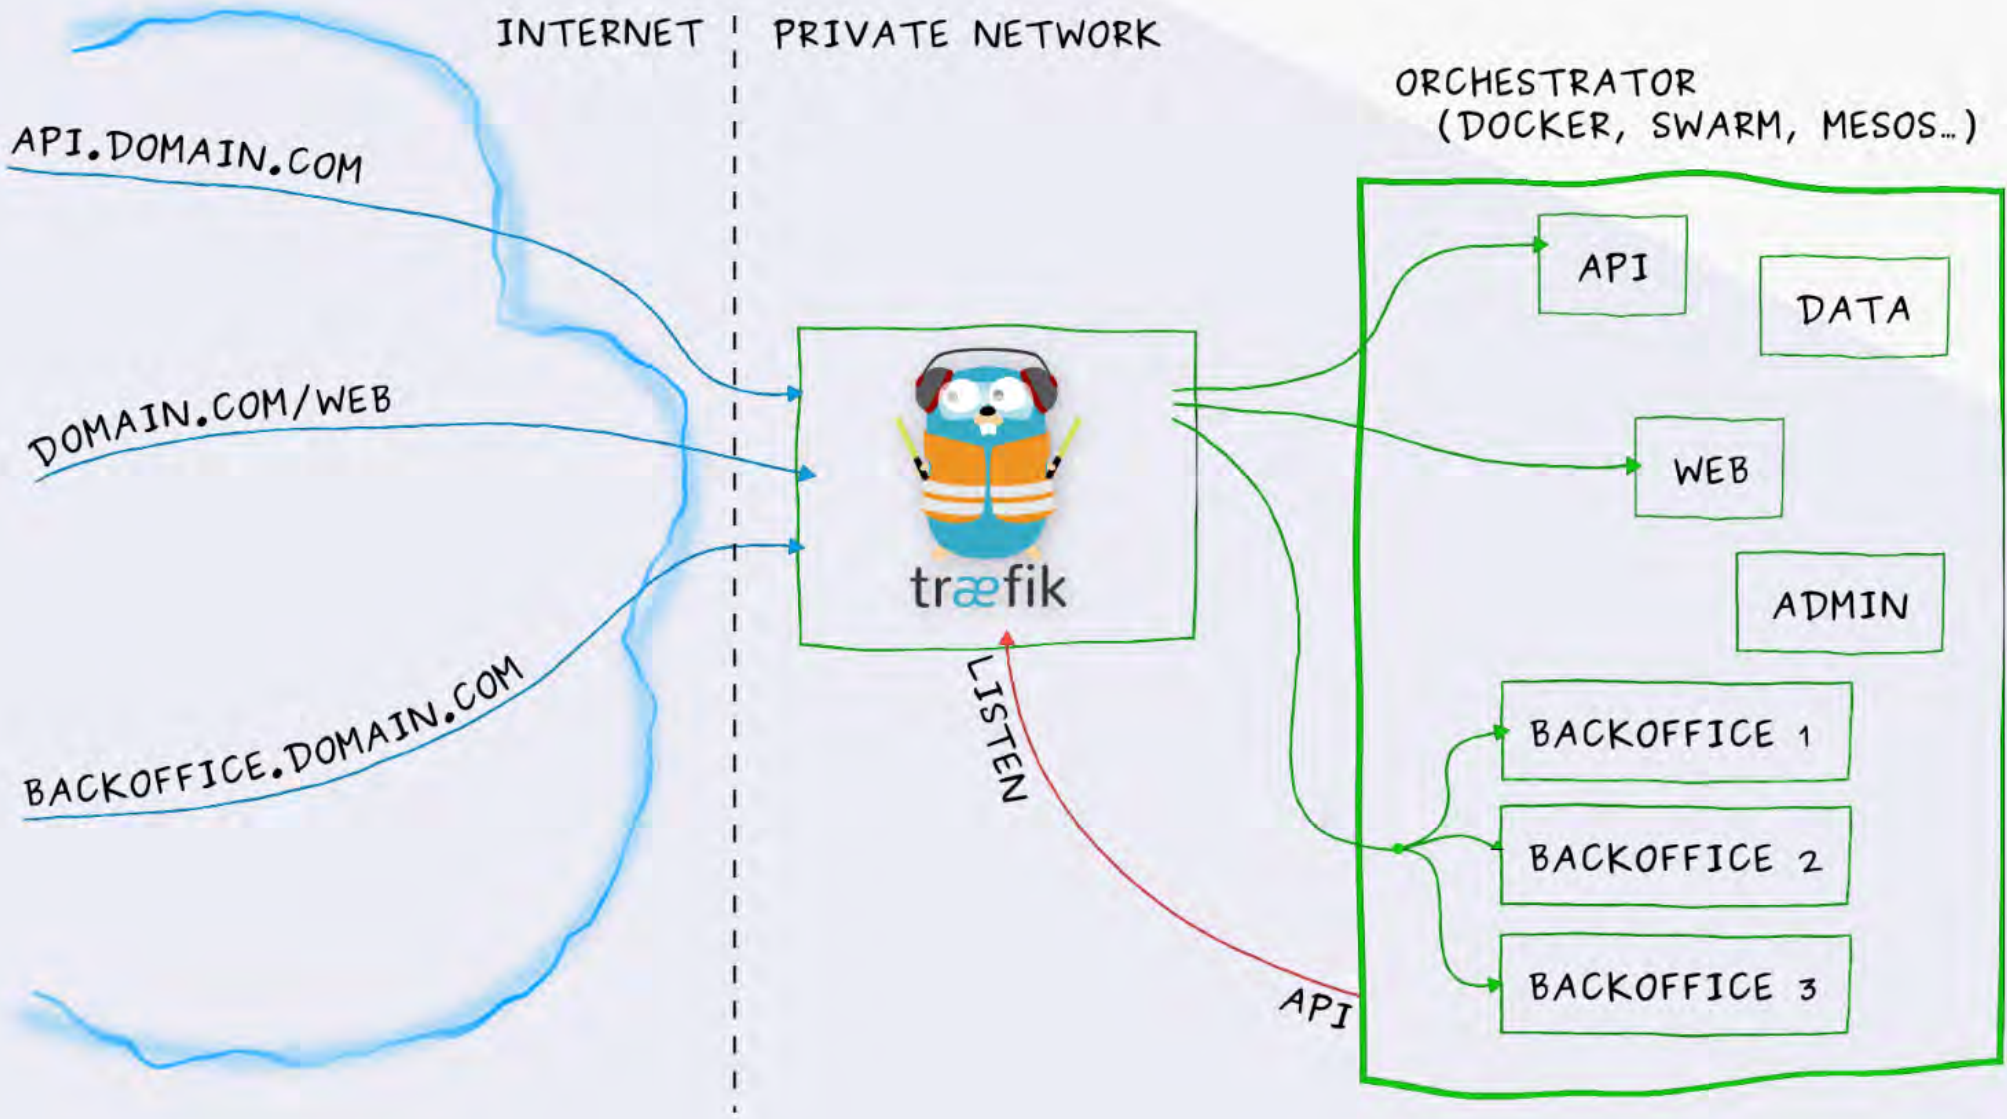 INTERNET
PRIVATE NETWORK
ORCHESTRATOR
(DOCKER, SWARM, MESOS…)
API.DOMAIN.COM
DOMAIN.COM/WEB
BACKOFFICE.DOMAIN.COM
træfik
LISTEN
API
API
DATA
WEB
ADMIN
BACKOFFICE 1
BACKOFFICE 2
BACKOFFICE 3